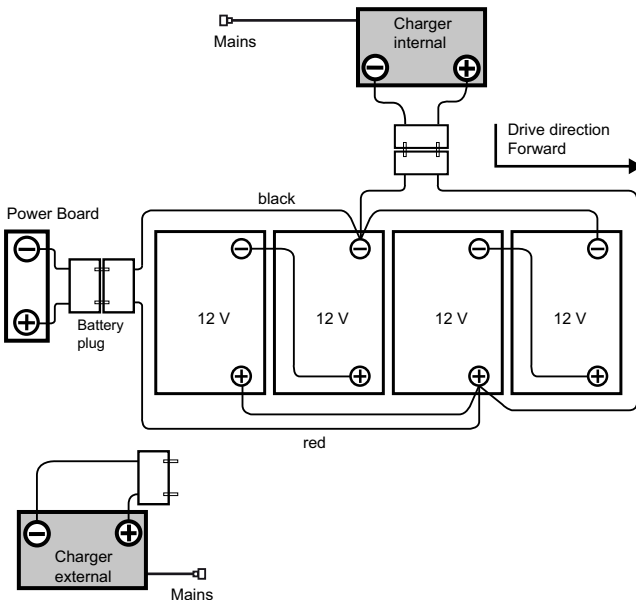 Charger
internal
Mains
Drive direction
Forward
black
Power Board
12 V
12 V
12 V
12 V
Battery
plug
red
Charger
external
Mains